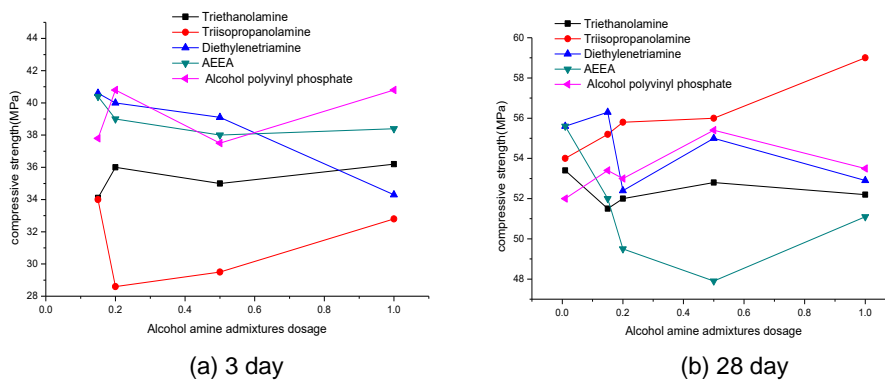 Triethanolamine
Triisopropanolamine
Diethylenetriamine
AEEA
Alcohol polyvinyl phosphate
44
42
40
38
36
34
32
30
28
compressive strength(MPa)
0.0 0.2 0.4 0.6 0.8 1.0
Alcohol amine admixtures dosage
(a) 3 day
Triethanolamine
Triisopropanolamine
Diethylenetriamine
AEEA
Alcohol polyvinyl phosphate
60
58
56
54
52
50
48
compressive strength(MPa)
0.0 0.2 0.4 0.6 0.8 1.0
Alcohol amine admixtures dosage
(b) 28 day